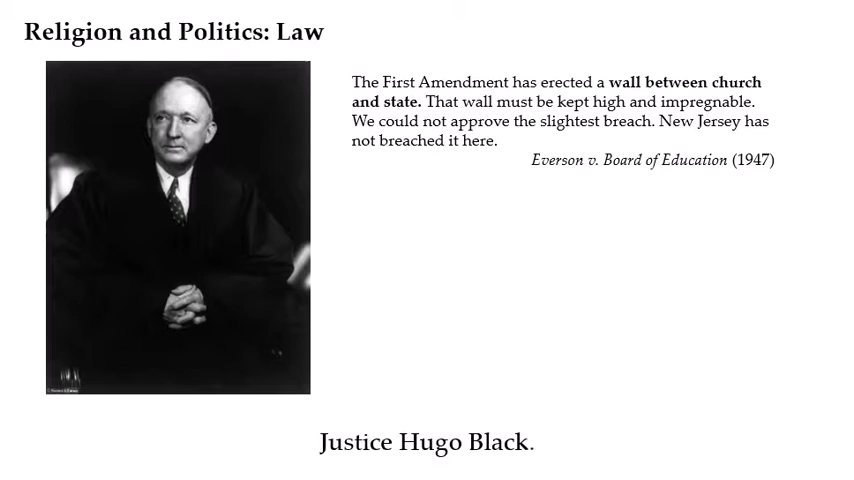 Religion and Politics: Law
The First Amendment has erected a wall between church
and state. That wall must be kept high and impregnable.
We could not approve the slightest breach. New Jersey has
not breached it here.
Everson v. Board of Education (1947)
Justice Hugo Black.